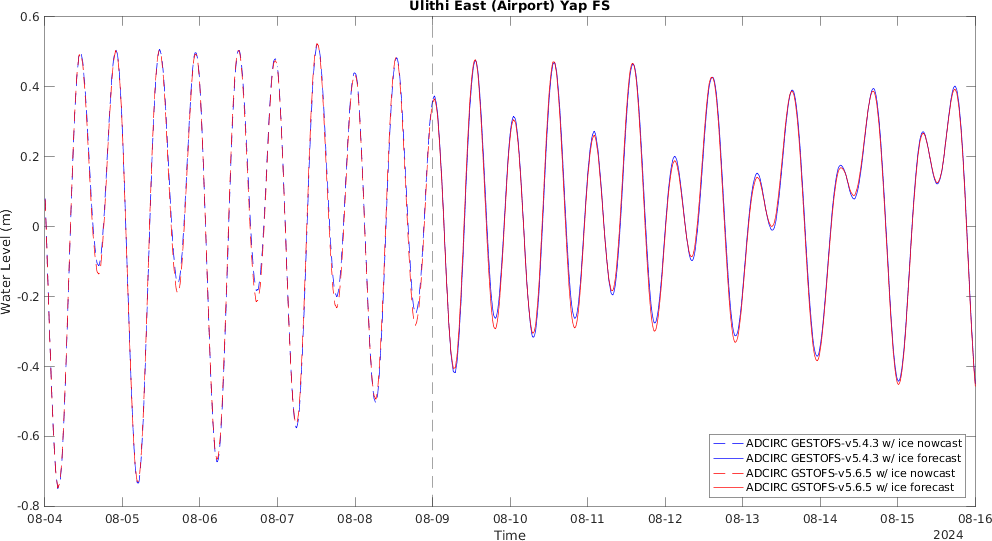 Ulithi East (Airport) Yap FS
0.6
0.4
0.2
0
-0.2
-0.4
-0.6
-0.8
Water Level (m)
ADCIRC GESTOFS-v5.4.3 w/ ice nowcast
ADCIRC GESTOFS-v5.4.3 w/ ice forecast
ADCIRC GSTOFS-v5.6.5 w/ ice nowcast
ADCIRC GSTOFS-v5.6.5 w/ ice forecast
08-04 08-05 08-06 08-07 08-08 08-09 08-10 08-11 08-12 08-13 08-14 08-15 08-16
Time
2024